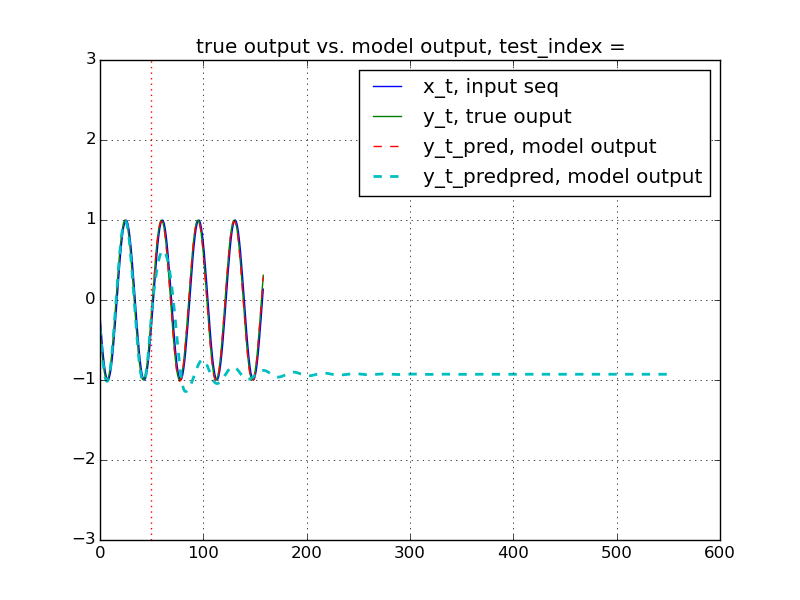 true output vs. model output, test_index =
x_t, input seq
y_t, true ouput
y_t_pred, model output
y_t_predpred, model output
3
2
1
0
−1
−2
−3
0 100 200 300 400 500 600